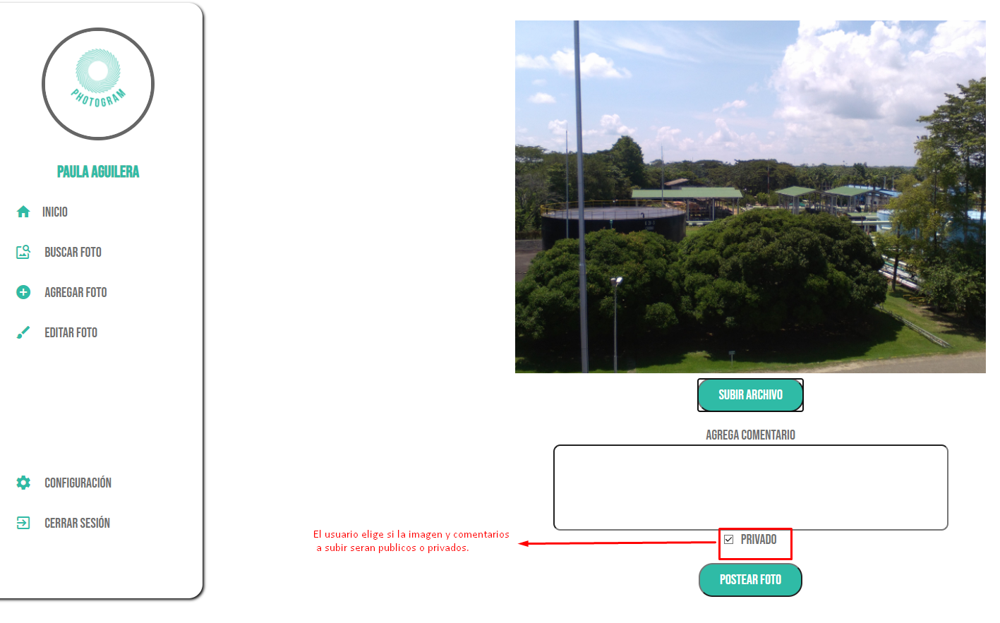 PHOTOGRAM
PAULA AGUILERA
INICIO
BUSCAR FOTO
AGREGAR FOTO
EDITAR FOTO
CONFIGURACIÓN
CERRAR SESIÓN
SUBIR ARCHIVO
AGREGA COMENTARIO
El usuario elige si la imagen y comentarios
a subir seran publicos o privados.
PRIVADO
POSTEAR FOTO